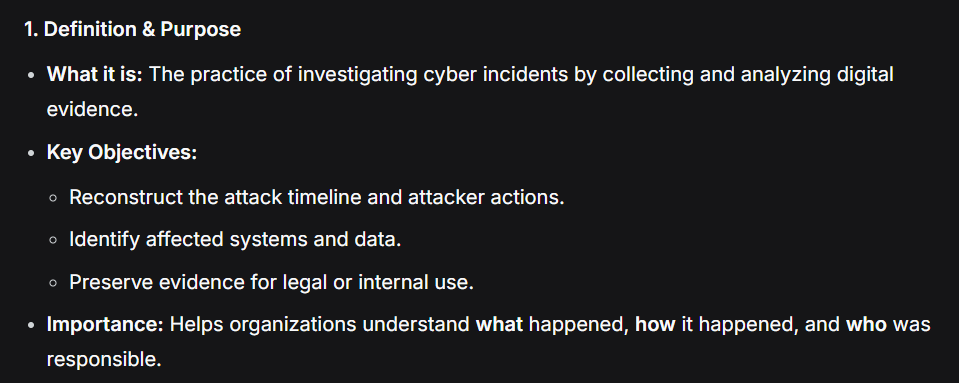 1. Definition & Purpose
• What it is: The practice of investigating cyber incidents by collecting and analyzing digital
evidence.
• Key Objectives:
◦ Reconstruct the attack timeline and attacker actions.
◦ Identify affected systems and data.
◦ Preserve evidence for legal or internal use.
• Importance: Helps organizations understand what happened, how it happened, and who was
responsible.